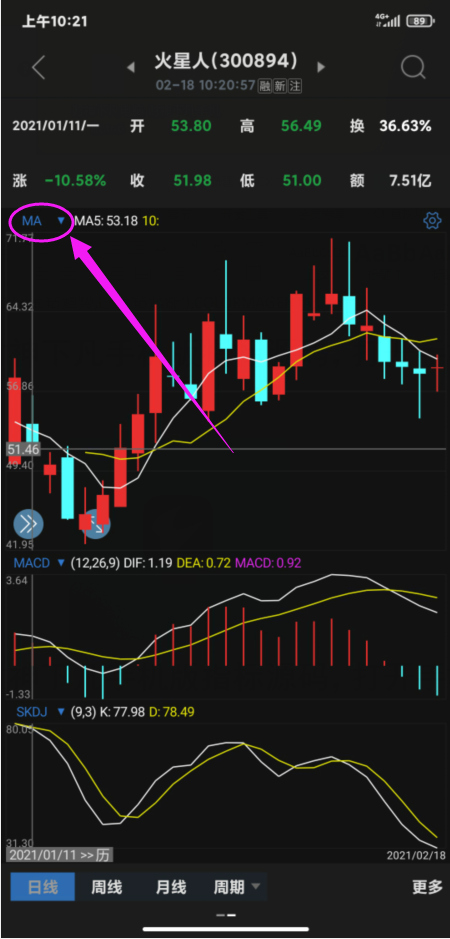 上午10:21 4G+ 89
火星人(300894)
02-18 10:20:57 融 新 注
2021/01/11/一 开 53.80 高 56.49 换 36.63%
涨 -10.58% 收 51.98 低 51.00 额 7.51亿
MA ▼ MA5: 53.18 10:
71.77
64.32
56.86
51.46
49.40
41.95
MACD ▼ (12,26,9) DIF: 1.19 DEA: 0.72 MACD: 0.92
3.64
-1.33
SKDJ ▼ (9,3) K: 77.98 D: 78.49
80.05
31.30
2021/01/11 >> 历 2021/02/18
日线 周线 月线 周期 更多